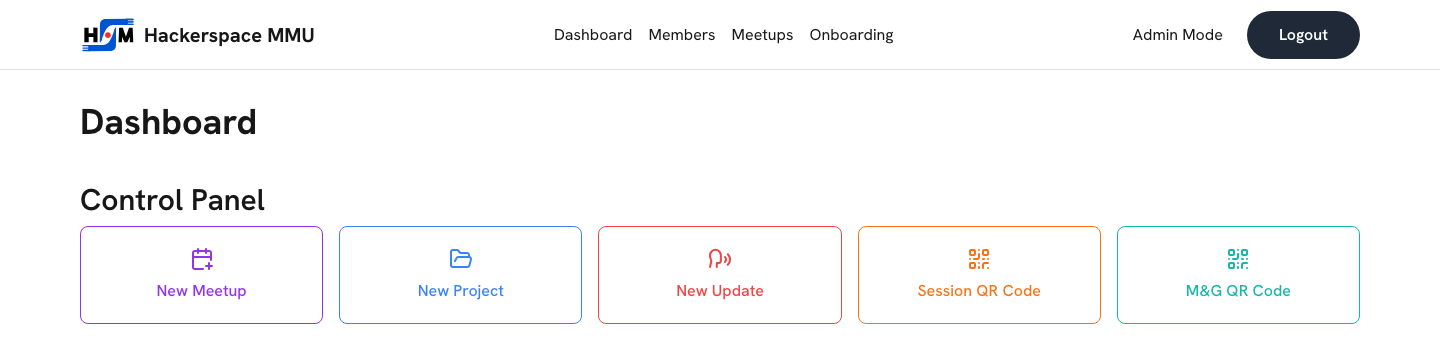 HSM Hackerspace MMU Dashboard Members Meetups Onboarding Admin Mode Logout
Dashboard
Control Panel
New Meetup New Project New Update Session QR Code M&G QR Code